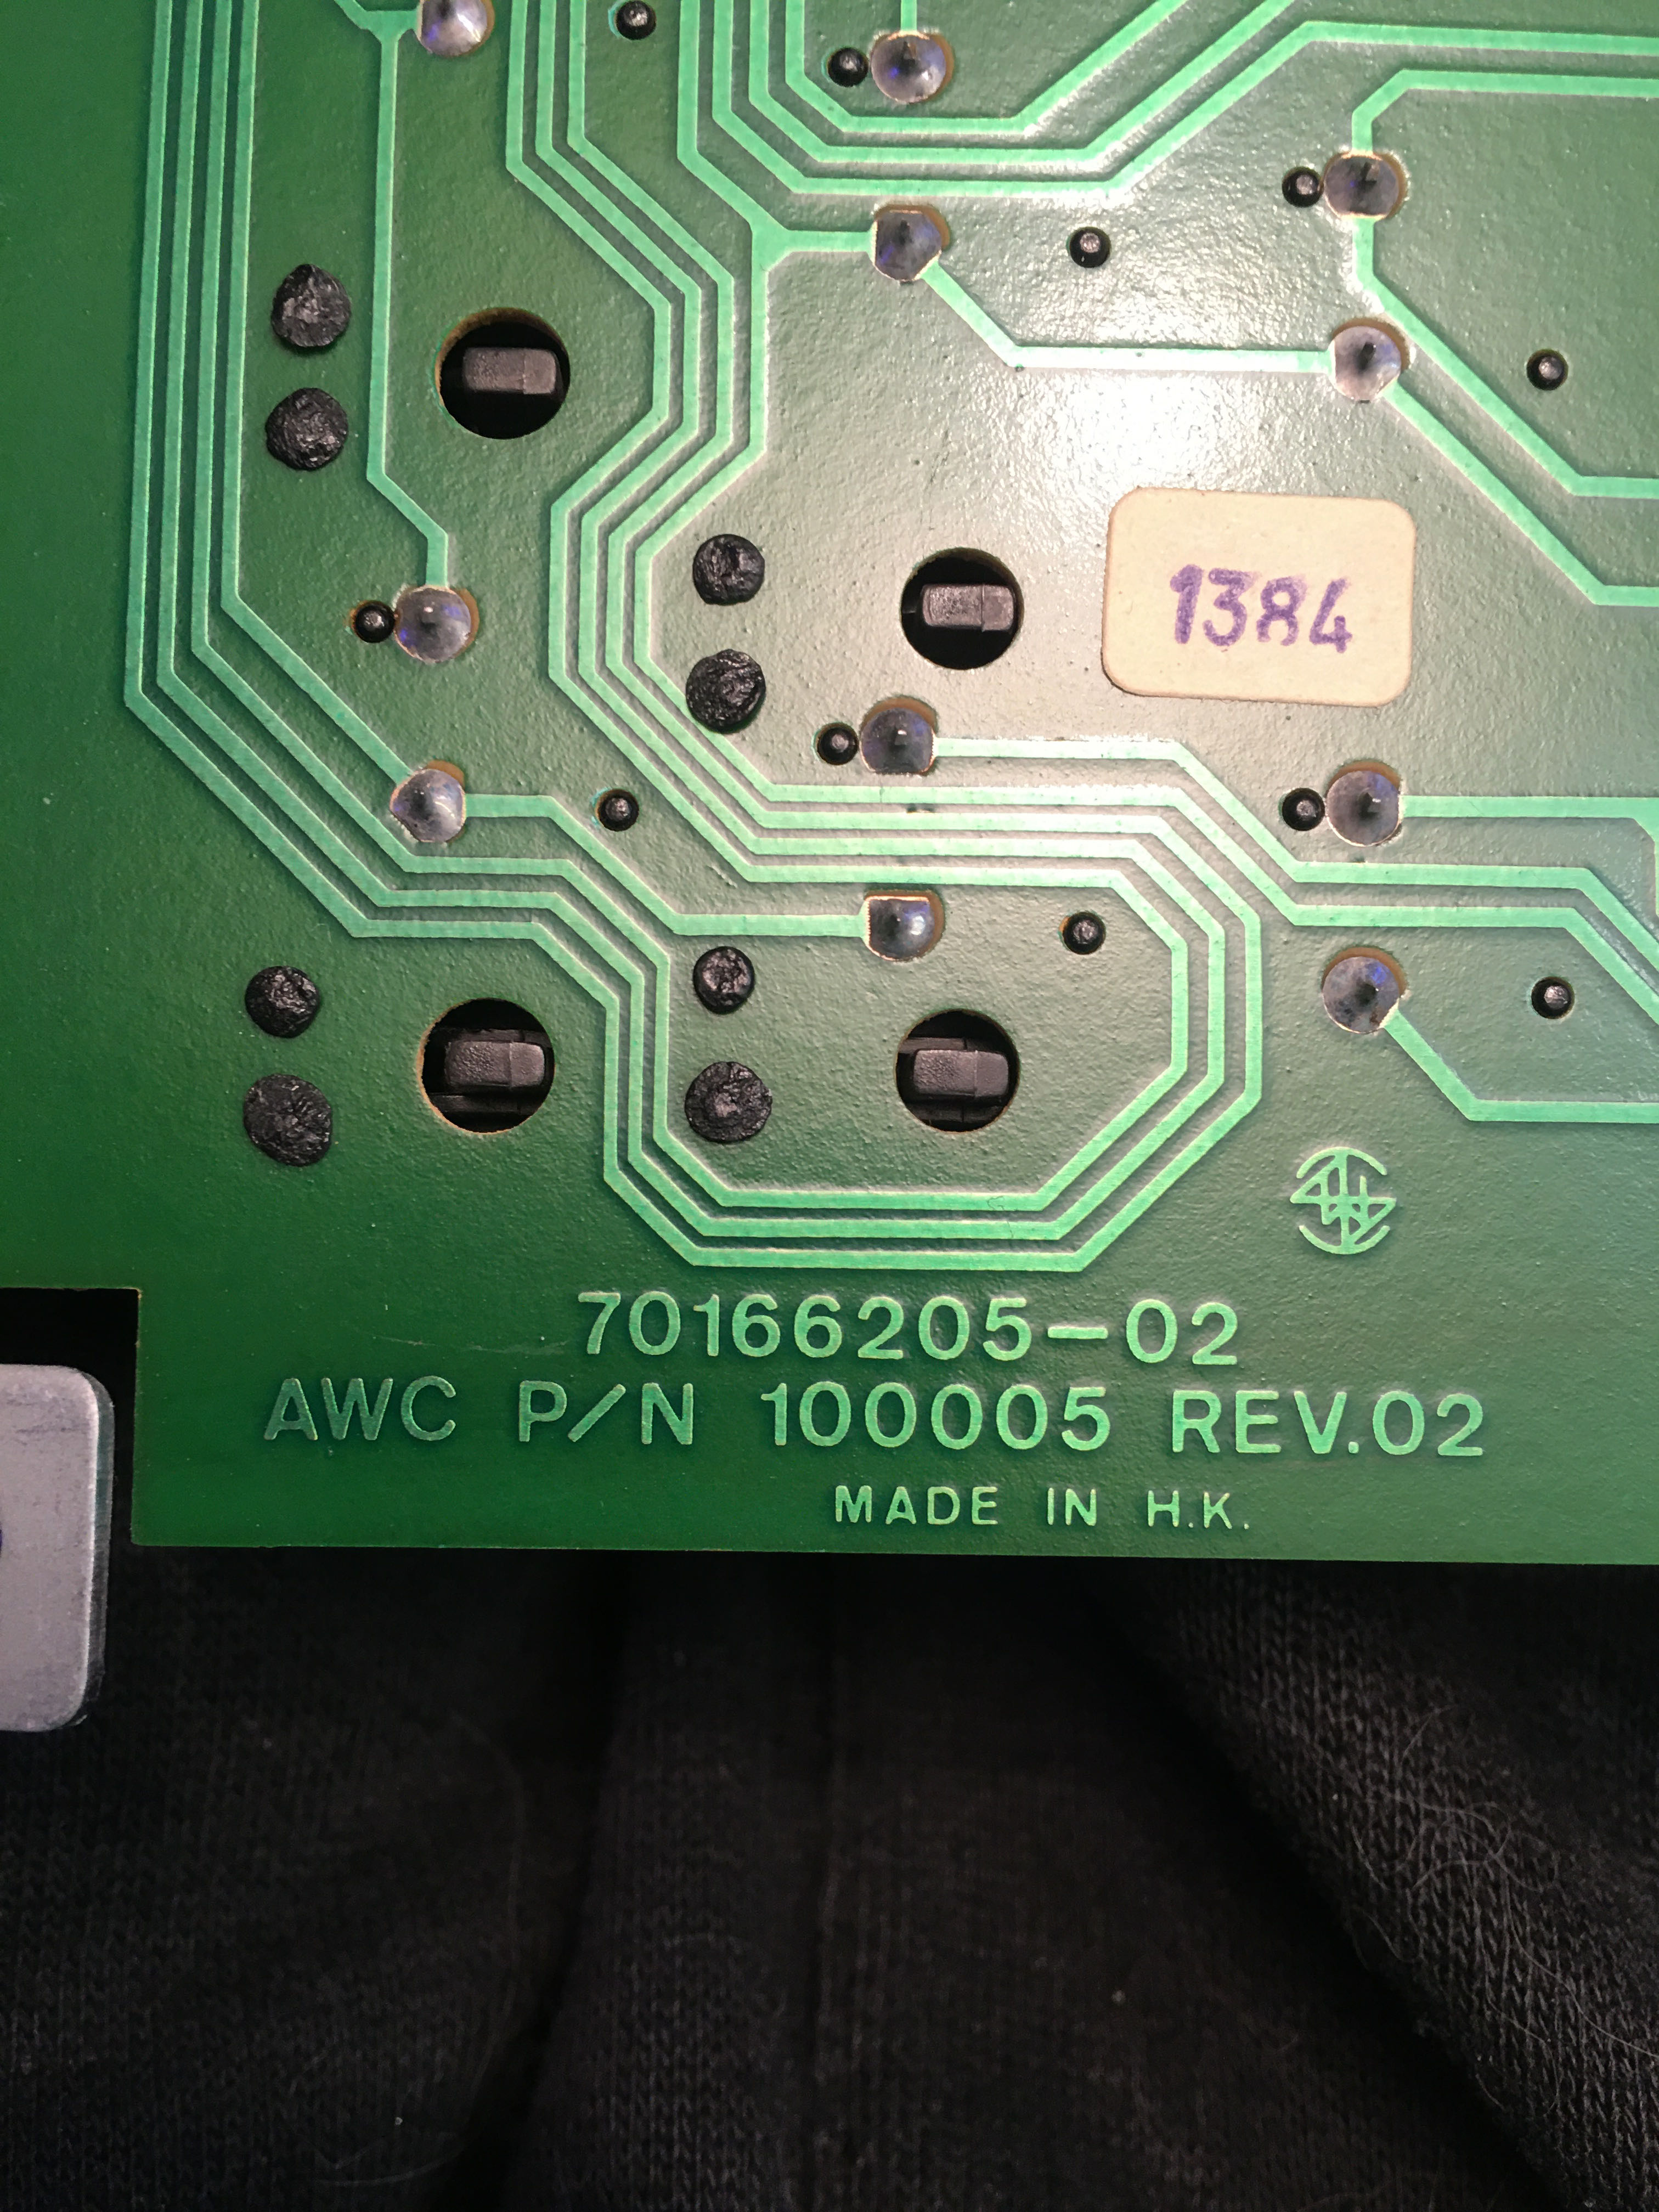 1384
70166205-02
AWC P/N 100005 REV.02
MADE IN H.K.